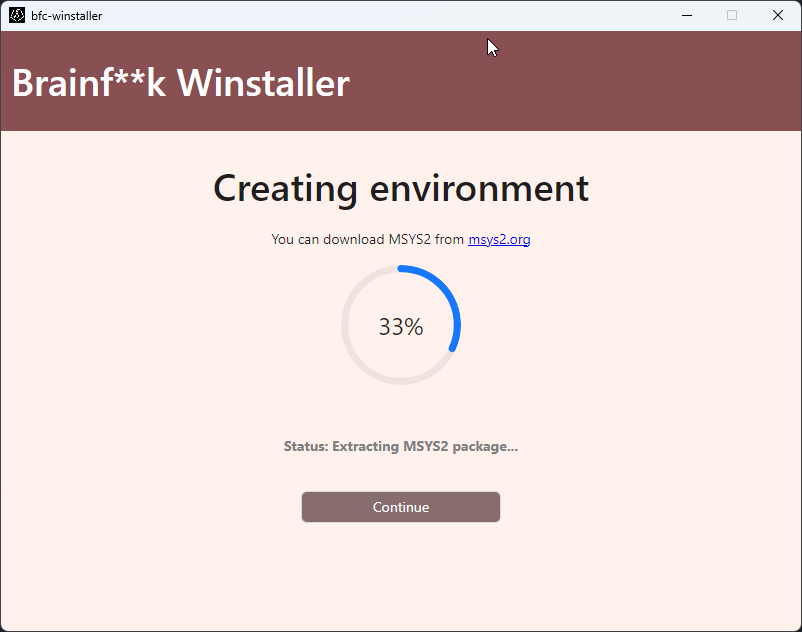 bfc-winstaller
Brainf**k Winstaller
Creating environment
You can download MSYS2 from msys2.org
33%
Status: Extracting MSYS2 package...
Continue